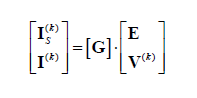 [I_S^(k) I^(k)] = [G] · [E V^(k)]